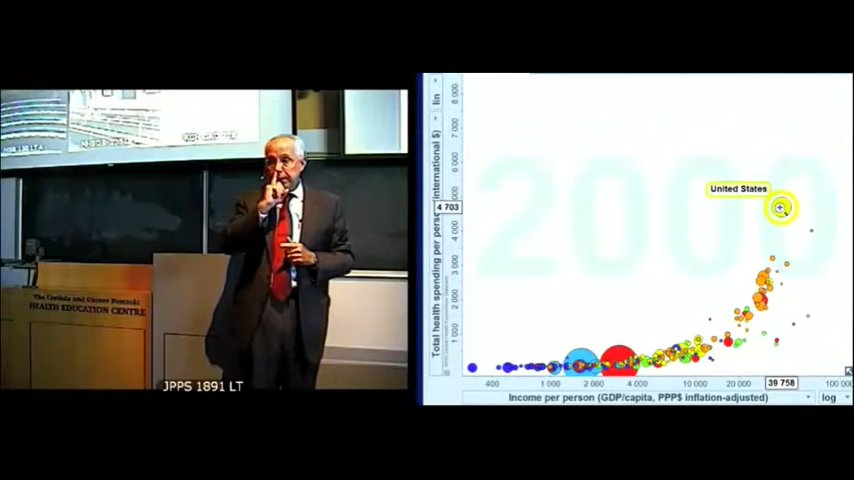 The Cordula and Gunter Paetzold
HEALTH EDUCATION CENTRE
JPPS 1891 LT
lin
8 000
7 000
6 000
5 000
4 703
4 000
3 000
2 000
1 000
Total health spending per person (international $)
2000
United States
400
1 000
2 000
4 000
10 000
20 000
39 758
100 00
Income per person (GDP/capita, PPP$ inflation-adjusted)
log